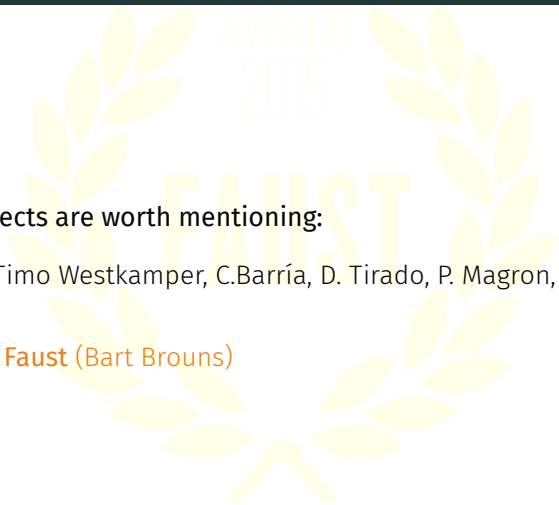 AWARD
2015
FAUST
ects are worth mentioning:
Timo Westkamper, C.Barría, D. Tirado, P. Magron,
Faust (Bart Brouns)